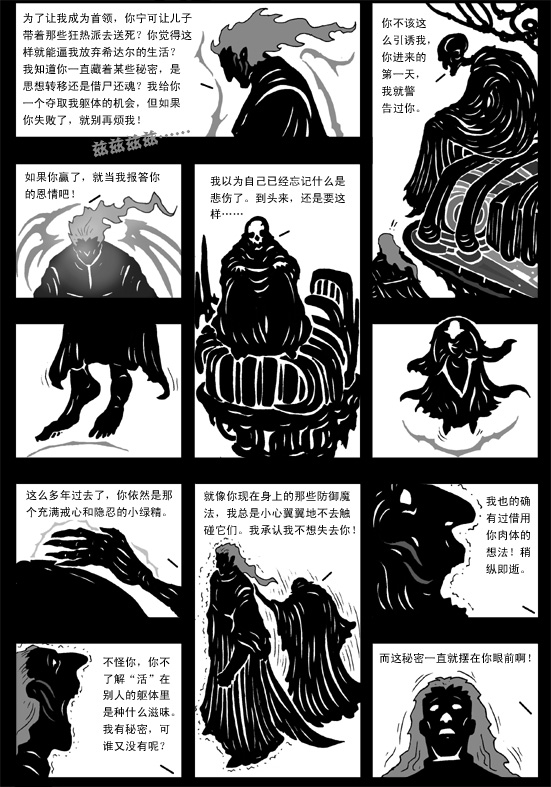 为了让我成为首领，你宁可让儿子
带着那些狂热派去送死？你觉得这
样就能逼我放弃希达尔的生活？
我知道你一直藏着某些秘密，是
思想转移还是借尸还魂？我给你
一个夺取我躯体的机会，但如果
你失败了，就别再烦我！
兹兹兹兹……
你不该这
么引诱我，
你进来的
第一天，
我就警
告过你。
如果你赢了，就当我报答你
的恩情吧！
我以为自己已经忘记什么是
悲伤了。到头来，还是要这
样……
这么多年过去了，你依然是那
个充满戒心和隐忍的小绿精。
就像你现在身上的那些防御魔
法，我总是小心翼翼地不去触
碰它们。我承认我不想失去你！
我也的确
有过借用
你肉体的
想法！稍
纵即逝。
不怪你，你不
了解“活”在
别人的躯体里
是种什么滋味。
我有秘密，可
谁又没有呢？
而这秘密一直就摆在你眼前啊！